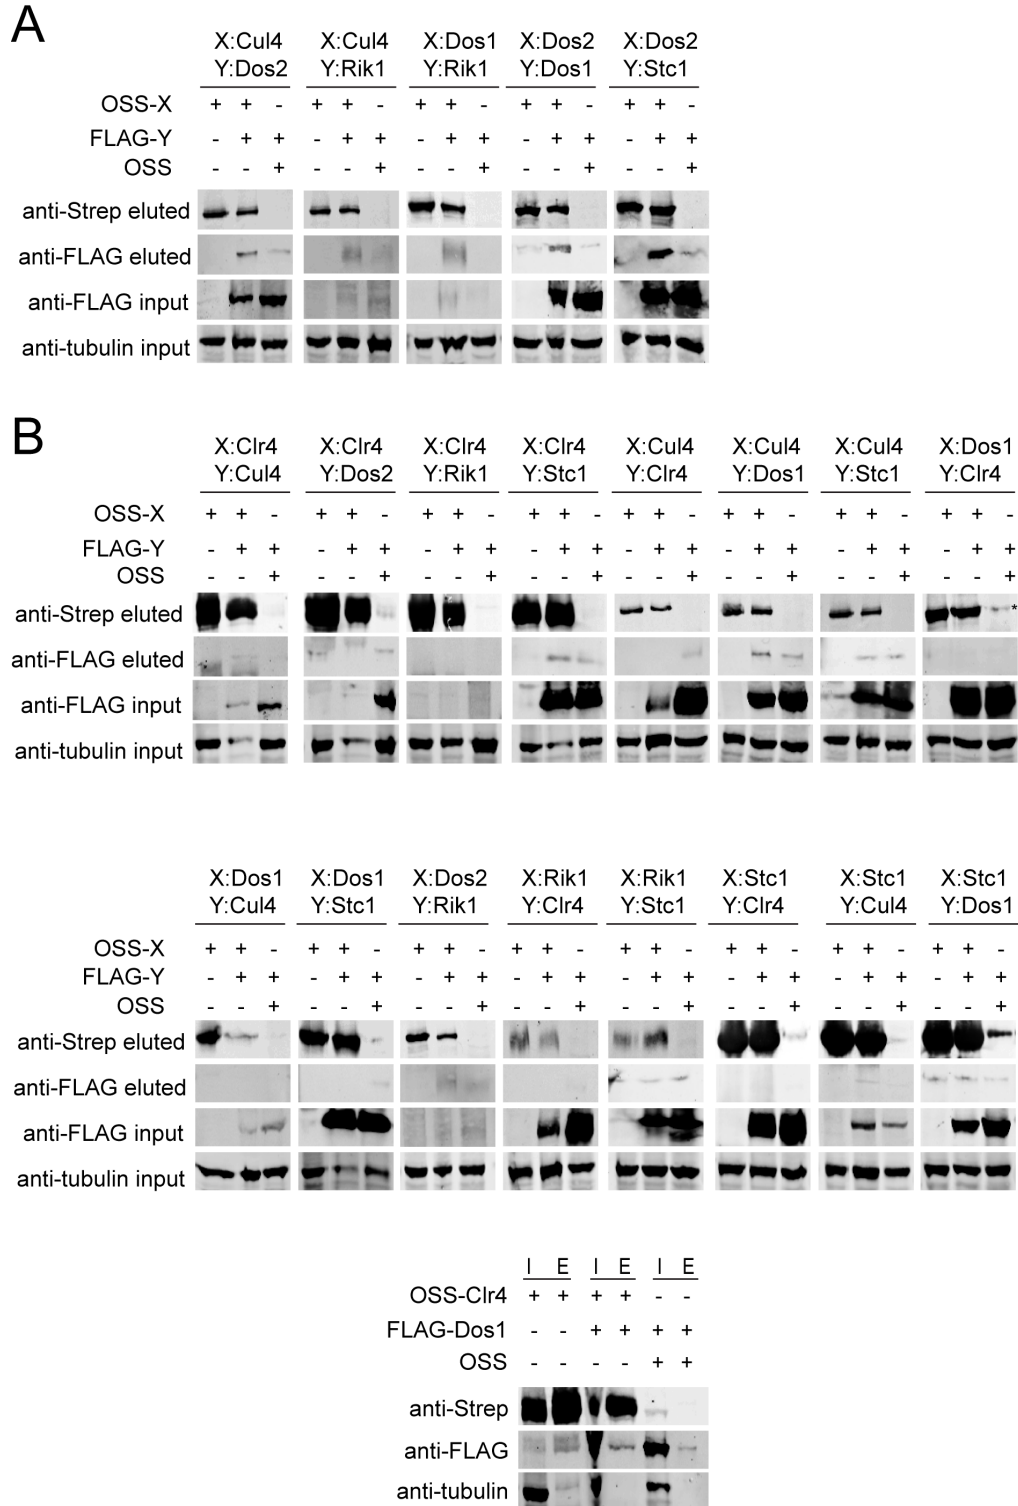 A
X:Cul4 X:Cul4 X:Dos1 X:Dos2 X:Dos2
Y:Dos2 Y:Rik1 Y:Rik1 Y:Dos1 Y:Stc1
OSS-X + + - + + - + + - + + - + + -
FLAG-Y - + + - + + - + + - + + - + +
OSS - - + - - + - - + - - + - - +
anti-Strep eluted
anti-FLAG eluted
anti-FLAG input
anti-tubulin input
B
X:Clr4 X:Clr4 X:Clr4 X:Clr4 X:Cul4 X:Cul4 X:Cul4 X:Dos1
Y:Cul4 Y:Dos2 Y:Rik1 Y:Stc1 Y:Clr4 Y:Dos1 Y:Stc1 Y:Clr4
OSS-X + + - + + - + + - + + - + + - + + - + + - + + -
FLAG-Y - + + - + + - + + - + + - + + - + + - + + - + +
OSS - - + - - + - - + - - + - - + - - + - - + - - +
anti-Strep eluted *
anti-FLAG eluted
anti-FLAG input
anti-tubulin input
X:Dos1 X:Dos1 X:Dos2 X:Rik1 X:Rik1 X:Stc1 X:Stc1 X:Stc1
Y:Cul4 Y:Stc1 Y:Rik1 Y:Clr4 Y:Stc1 Y:Clr4 Y:Cul4 Y:Dos1
OSS-X + + - + + - + + - + + - + + - + + - + + - + + -
FLAG-Y - + + - + + - + + - + + - + + - + + - + + - + +
OSS - - + - - + - - + - - + - - + - - + - - + - - +
anti-Strep eluted
anti-FLAG eluted
anti-FLAG input
anti-tubulin input
I E I E I E
OSS-Clr4 + + + + - -
FLAG-Dos1 - - + + + +
OSS - - - - + +
anti-Strep
anti-FLAG
anti-tubulin